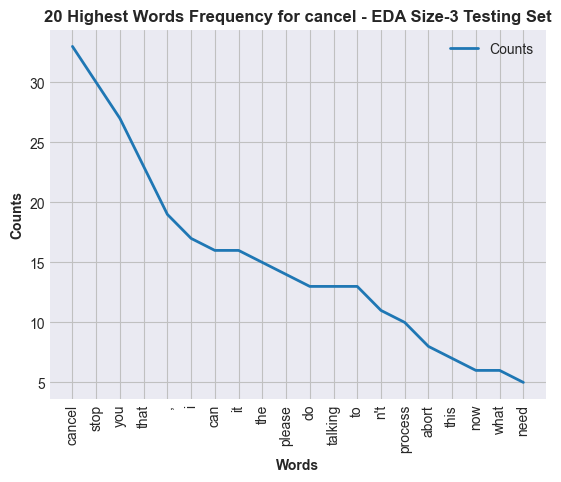 20 Highest Words Frequency for cancel - EDA Size-3 Testing Set
Counts
Counts
30
25
20
15
10
5
cancel
stop
you
that
,
i
can
it
the
please
do
talking
to
n't
process
abort
this
now
what
need
Words